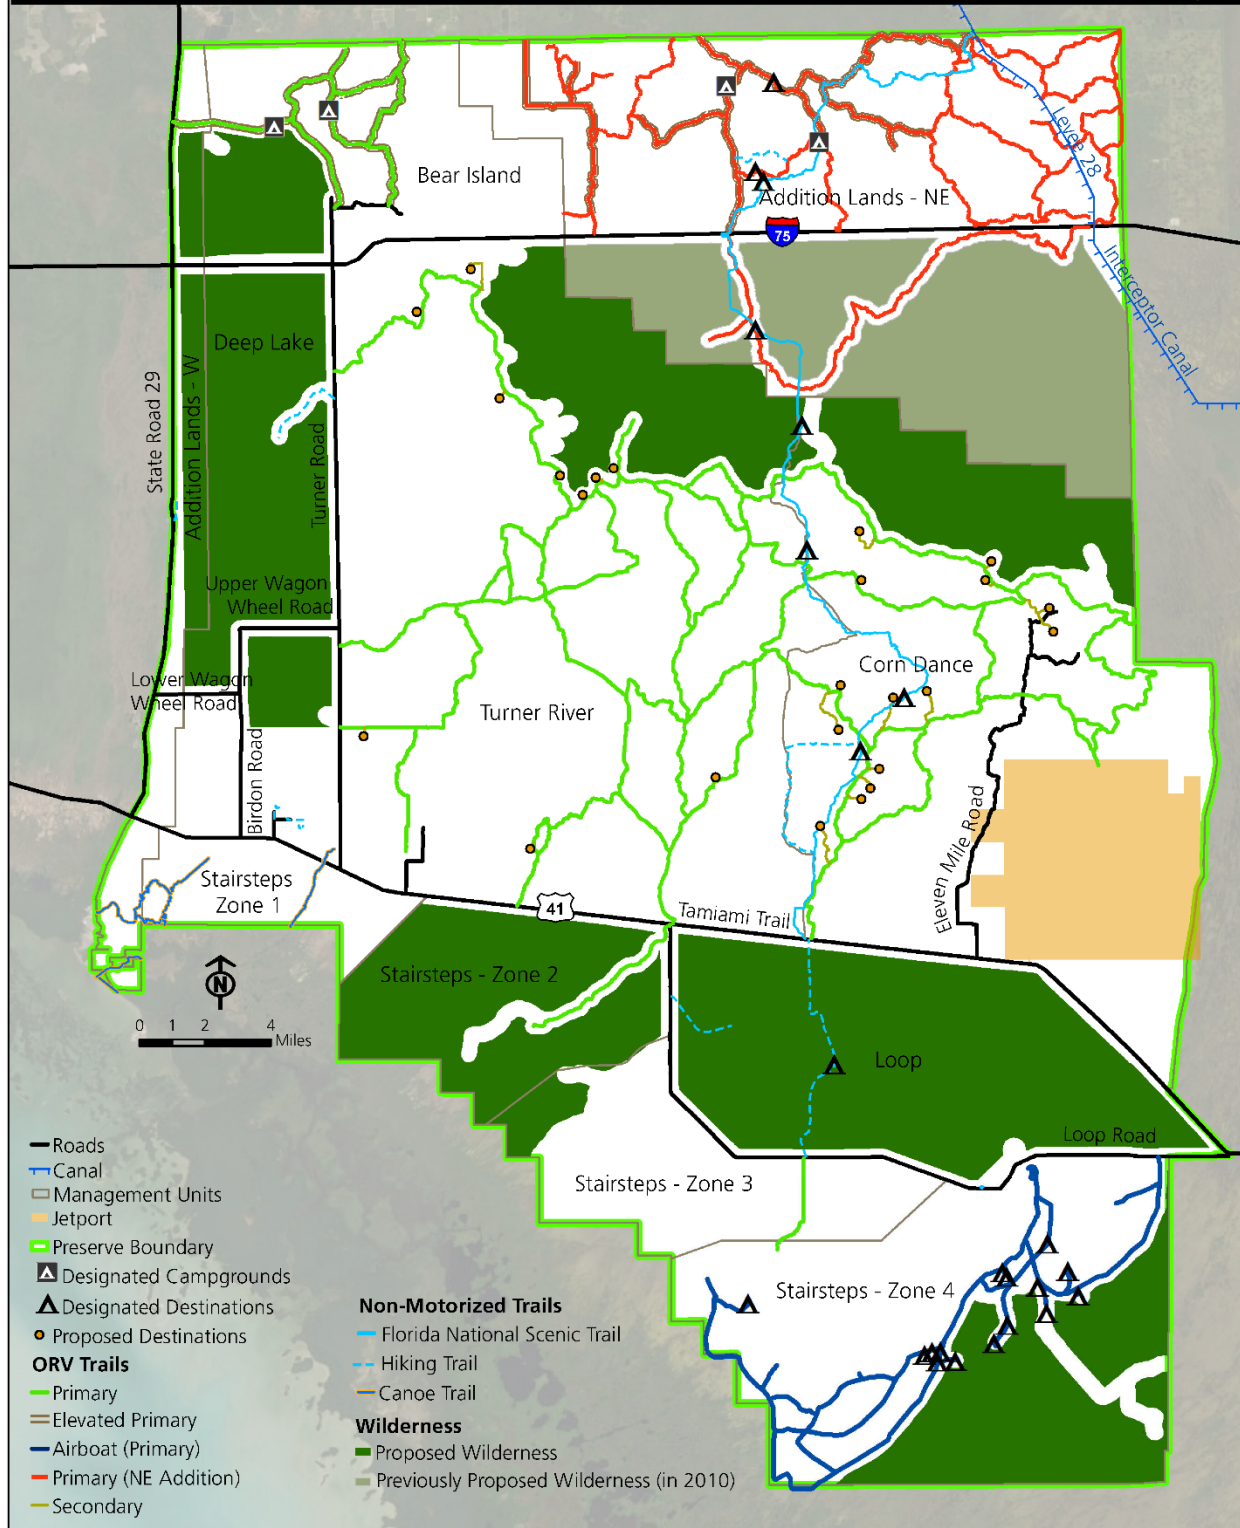 Levee 28
Bear Island
Addition Lands - NE
75
Interceptor Canal
Deep Lake
State Road 29
Addition Lands - W
Turner Road
Upper Wagon
Wheel Road
Corn Dance
Lower Wagon
Wheel Road
Turner River
Birdon Road
Eleven Mile Road
Stairsteps
Zone 1
41
Tamiami Trail
Stairsteps - Zone 2
N
0 1 2 4
Miles
Loop
Loop Road
Stairsteps - Zone 3
Stairsteps - Zone 4
Roads
Canal
Management Units
Jetport
Preserve Boundary
Designated Campgrounds
Designated Destinations
Proposed Destinations
ORV Trails
Primary
Elevated Primary
Airboat (Primary)
Primary (NE Addition)
Secondary
Non-Motorized Trails
Florida National Scenic Trail
Hiking Trail
Canoe Trail
Wilderness
Proposed Wilderness
Previously Proposed Wilderness (in 2010)